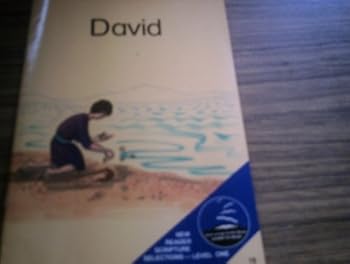 David
NEW
READER
SCRIPTURE
SELECTIONS—LEVEL ONE